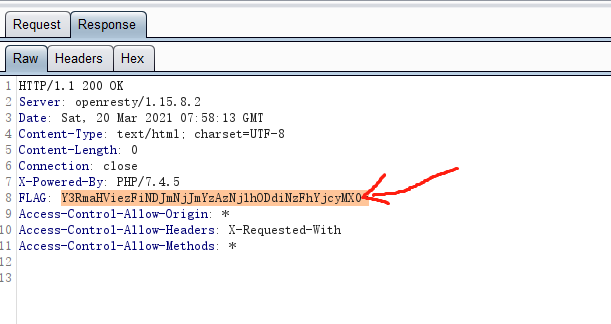 Request Response
Raw Headers Hex
1 HTTP/1.1 200 OK
2 Server: openresty/1.15.8.2
3 Date: Sat, 20 Mar 2021 07:58:13 GMT
4 Content-Type: text/html; charset=UTF-8
5 Content-Length: 0
6 Connection: close
7 X-Powered-By: PHP/7.4.5
8 FLAG: Y3RmaHViezFiNDJmNjJmYzAzNjlhODdiNzFhYjcyMX0
9 Access-Control-Allow-Origin: *
10 Access-Control-Allow-Headers: X-Requested-With
11 Access-Control-Allow-Methods: *
12
13